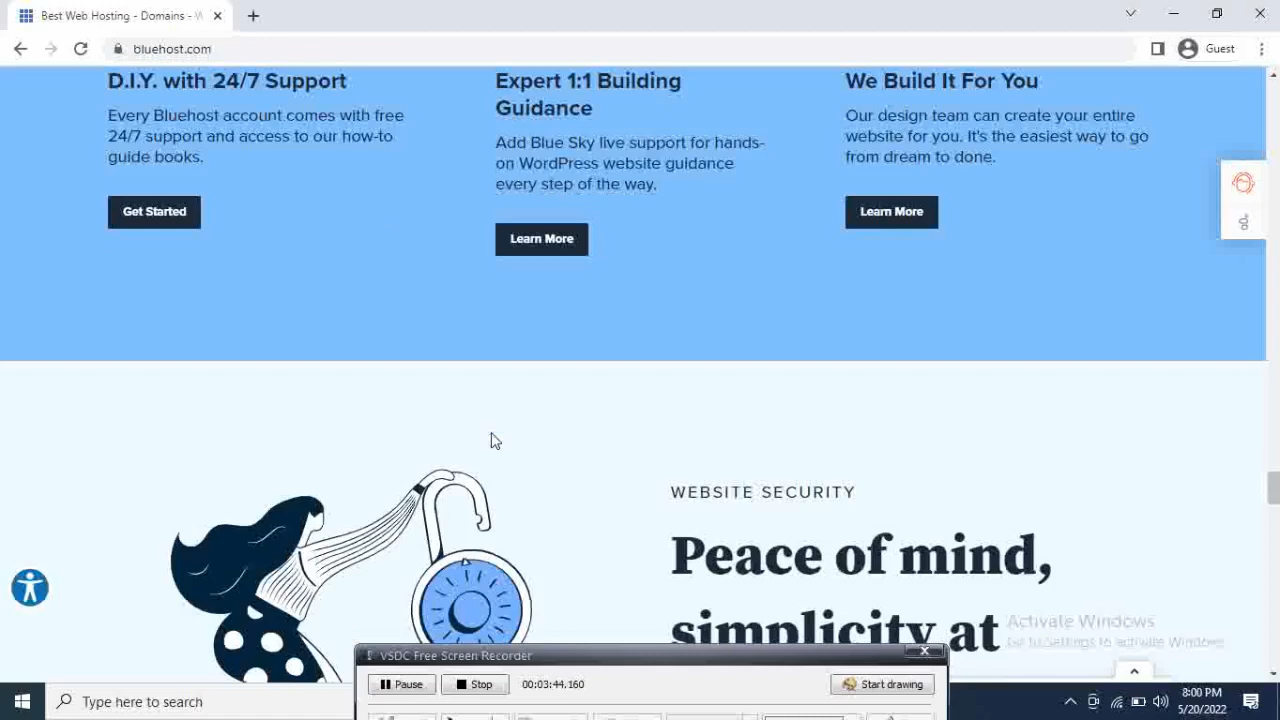 Best Web Hosting - Domains - W
bluehost.com
Guest
D.I.Y. with 24/7 Support
Every Bluehost account comes with free
24/7 support and access to our how-to
guide books.
Get Started
Expert 1:1 Building
Guidance
Add Blue Sky live support for hands-
on WordPress website guidance
every step of the way.
Learn More
We Build It For You
Our design team can create your entire
website for you. It's the easiest way to go
from dream to done.
Learn More
WEBSITE SECURITY
Peace of mind,
simplicity at
Activate Windows
Go to Settings to activate Windows.
VSDC Free Screen Recorder
Pause
Stop
00:03:44.160
Start drawing
Type here to search
8:00 PM
5/20/2022